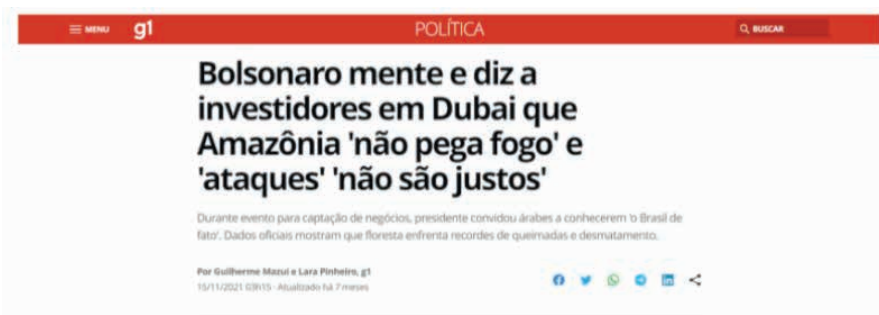 MENU g1 POLÍTICA BUSCAR
Bolsonaro mente e diz a
investidores em Dubai que
Amazônia 'não pega fogo' e
'ataques' 'não são justos'
Durante evento para captação de negócios, presidente convidou árabes a conhecerem 'o Brasil de
fato'. Dados oficiais mostram que floresta enfrenta recordes de queimadas e desmatamento.
Por Guilherme Mazui e Lara Pinheiro, g1
15/11/2021 03h15 · Atualizado há 7 meses